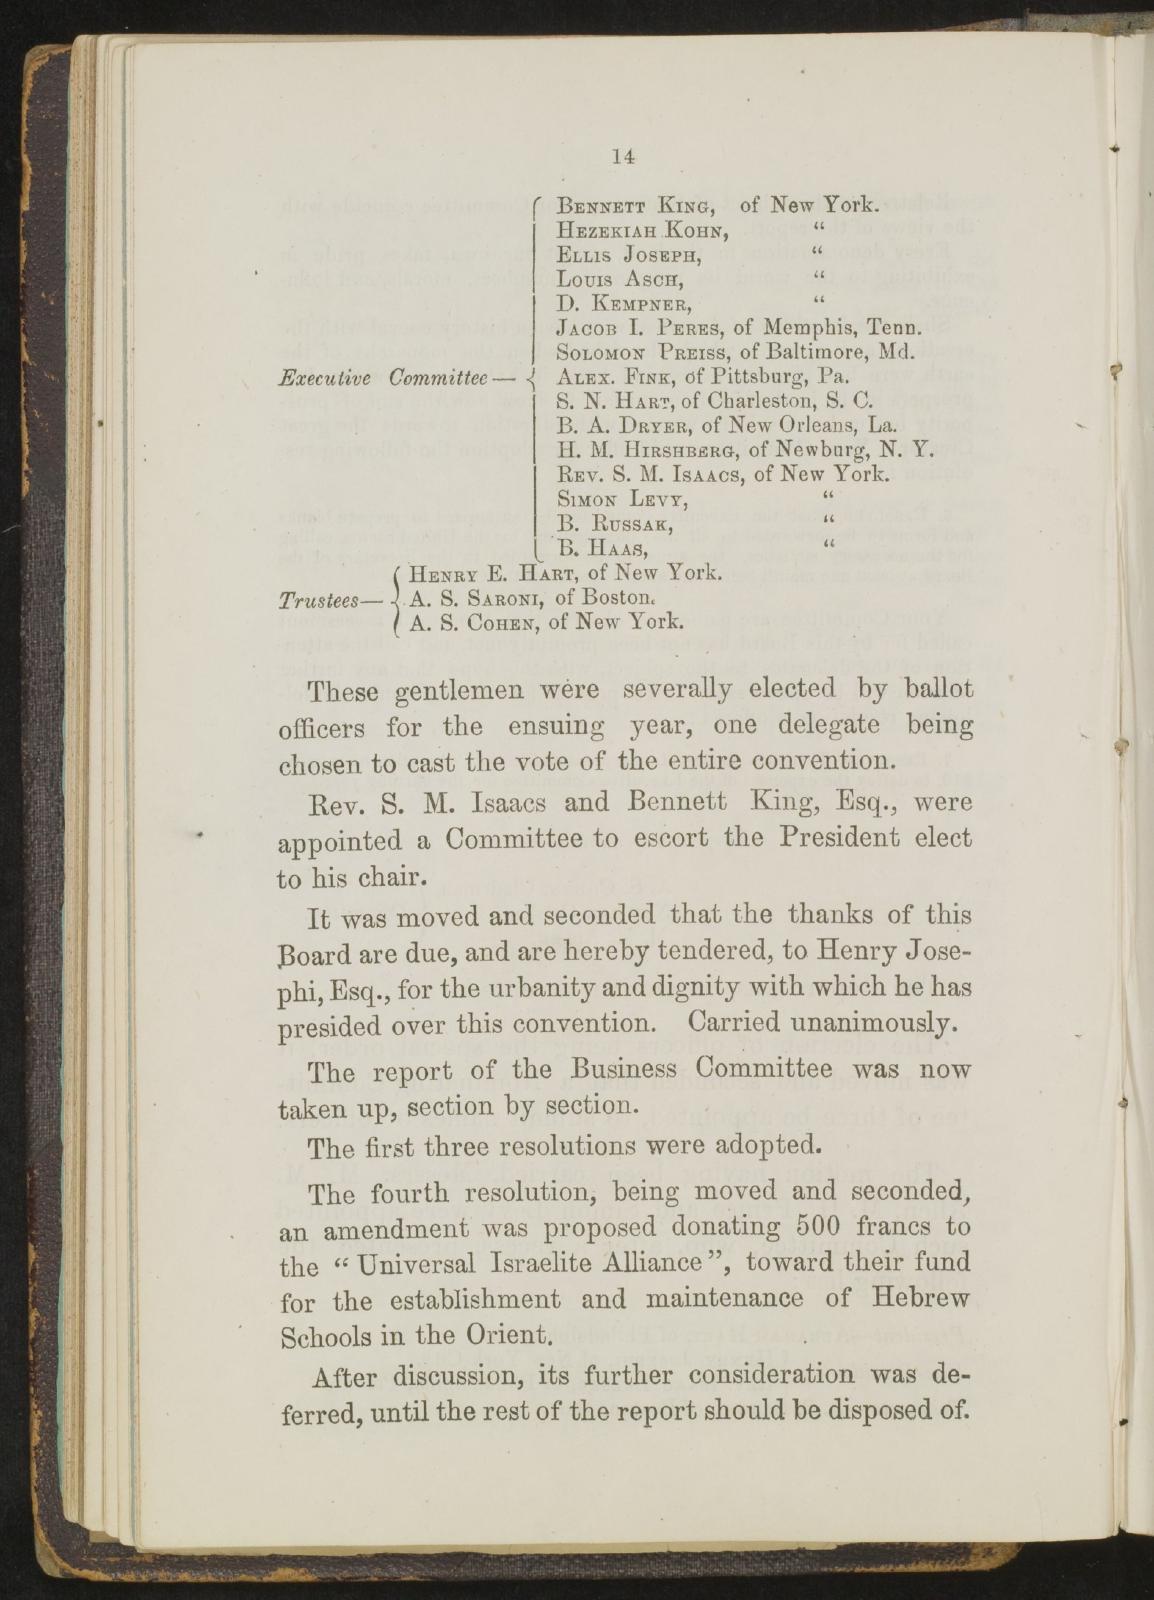 14
BENNETT KING, of New York.
HEZEKIAH KOHN, “
ELLIS JOSEPH, “
LOUIS ASCH, “
D. KEMPNER, “
JACOB I. PERES, of Memphis, Tenn.
SOLOMON PREISS, of Baltimore, Md.
Executive Committee— ALEX. FINK, of Pittsburg, Pa.
S. N. HART, of Charleston, S. C.
B. A. DRYER, of New Orleans, La.
H. M. HIRSHBERG, of Newburg, N. Y.
REV. S. M. ISAACS, of New York.
SIMON LEVY, “
B. RUSSAK, “
B. HAAS, “
HENRY E. HART, of New York.
Trustees— A. S. SARONI, of Boston.
A. S. COHEN, of New York.
These gentlemen were severally elected by ballot
officers for the ensuing year, one delegate being
chosen to cast the vote of the entire convention.
Rev. S. M. Isaacs and Bennett King, Esq., were
appointed a Committee to escort the President elect
to his chair.
It was moved and seconded that the thanks of this
Board are due, and are hereby tendered, to Henry Jose-
phi, Esq., for the urbanity and dignity with which he has
presided over this convention. Carried unanimously.
The report of the Business Committee was now
taken up, section by section.
The first three resolutions were adopted.
The fourth resolution, being moved and seconded,
an amendment was proposed donating 500 francs to
the “ Universal Israelite Alliance ”, toward their fund
for the establishment and maintenance of Hebrew
Schools in the Orient.
After discussion, its further consideration was de-
ferred, until the rest of the report should be disposed of.